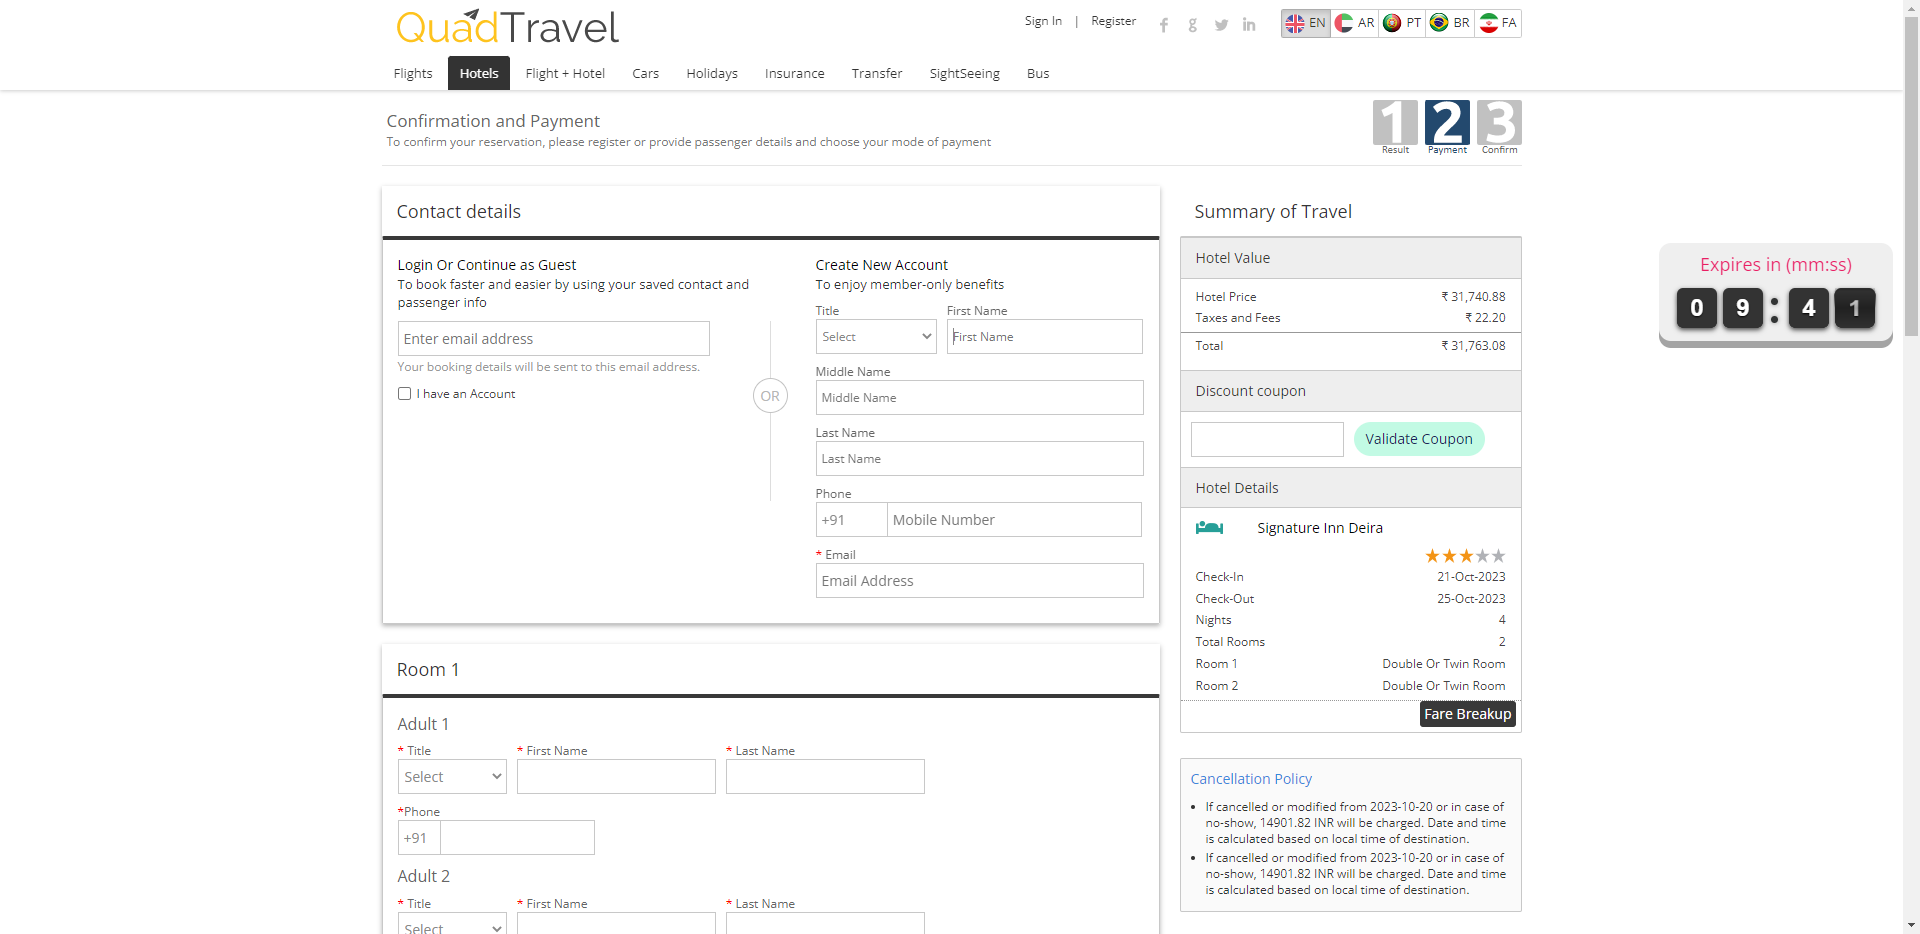 QuadTravel
Sign In | Register
EN AR PT BR FA
Flights Hotels Flight + Hotel Cars Holidays Insurance Transfer SightSeeing Bus
Confirmation and Payment
To confirm your reservation, please register or provide passenger details and choose your mode of payment
1 2 3
Result Payment Confirm
Contact details
Login Or Continue as Guest
To book faster and easier by using your saved contact and
passenger info
Enter email address
Your booking details will be sent to this email address.
I have an Account
OR
Create New Account
To enjoy member-only benefits
Title First Name
Select First Name
Middle Name
Middle Name
Last Name
Last Name
Phone
+91 Mobile Number
* Email
Email Address
Room 1
Adult 1
* Title * First Name * Last Name
Select
*Phone
+91
Adult 2
* Title * First Name * Last Name
Select
Summary of Travel
Hotel Value
Hotel Price ₹ 31,740.88
Taxes and Fees ₹ 22.20
Total ₹ 31,763.08
Discount coupon
Validate Coupon
Hotel Details
Signature Inn Deira
Check-In 21-Oct-2023
Check-Out 25-Oct-2023
Nights 4
Total Rooms 2
Room 1 Double Or Twin Room
Room 2 Double Or Twin Room
Fare Breakup
Cancellation Policy
If cancelled or modified from 2023-10-20 or in case of
no-show, 14901.82 INR will be charged. Date and time
is calculated based on local time of destination.
If cancelled or modified from 2023-10-20 or in case of
no-show, 14901.82 INR will be charged. Date and time
is calculated based on local time of destination.
Expires in (mm:ss)
09:41